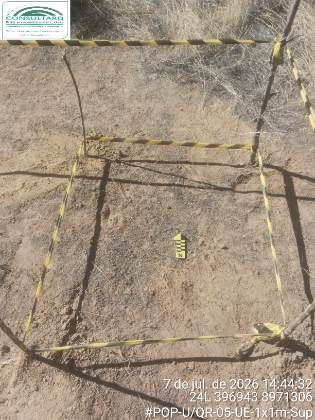 CONSULTARQ
7 de jul. de 2026 14:44:32
24L 396943 8971306
#POP-U/QR-05-UE-1x1m-Sup